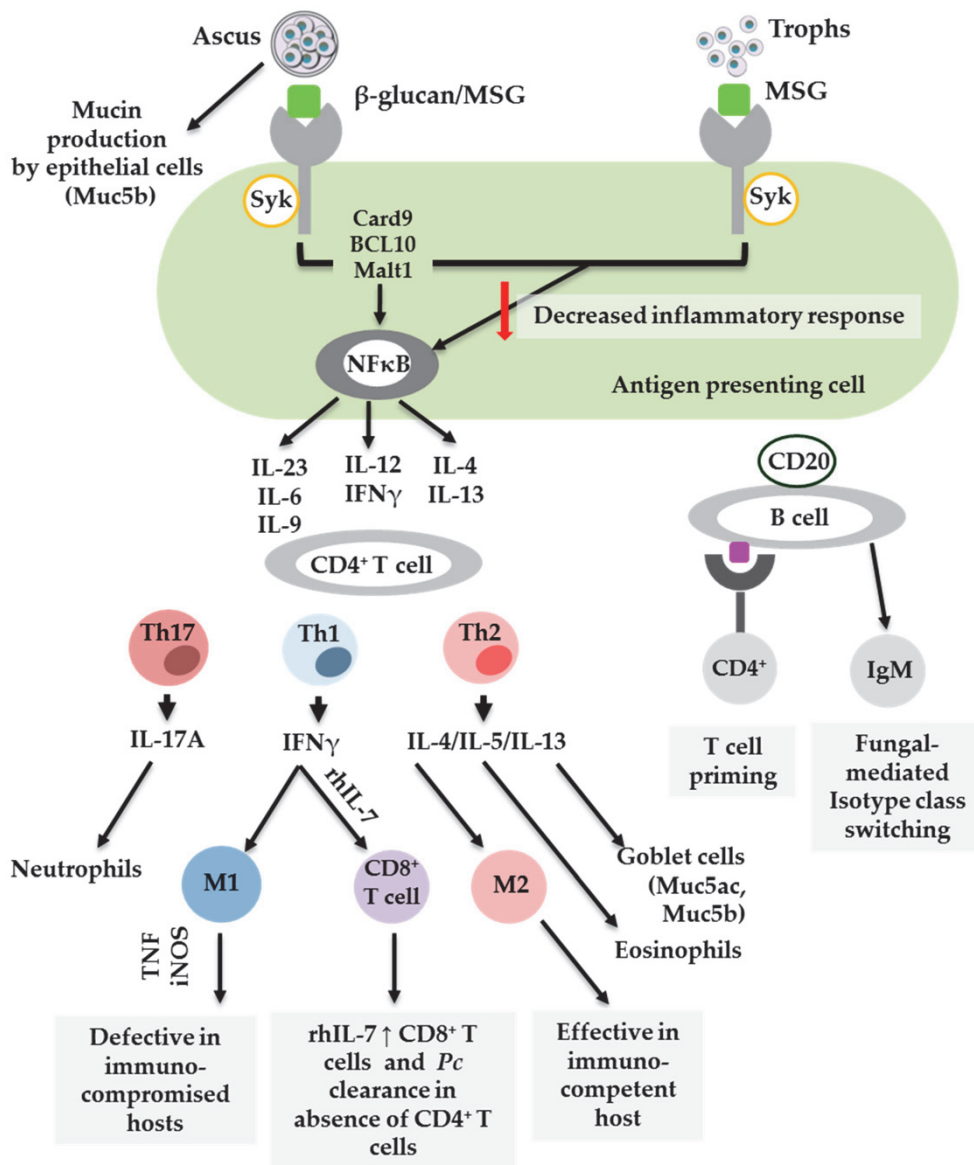 Ascus
Trophs
β-glucan/MSG
MSG
Mucin
production
by epithelial cells
(Muc5b)
Syk
Syk
Card9
BCL10
Malt1
Decreased inflammatory response
NFκB
Antigen presenting cell
IL-23
IL-6
IL-9
IL-12
IFNγ
IL-4
IL-13
CD20
B cell
CD4⁺ T cell
Th17
Th1
Th2
CD4⁺
IgM
IL-17A
IFNγ
IL-4/IL-5/IL-13
T cell
priming
Fungal-
mediated
Isotype class
switching
rhIL-7
Neutrophils
M1
CD8⁺
T cell
M2
Goblet cells
(Muc5ac,
Muc5b)
Eosinophils
TNF
iNOS
Defective in
immuno-
compromised
hosts
rhIL-7 ↑ CD8⁺ T
cells and Pc
clearance in
absence of CD4⁺ T
cells
Effective in
immuno-
competent
host